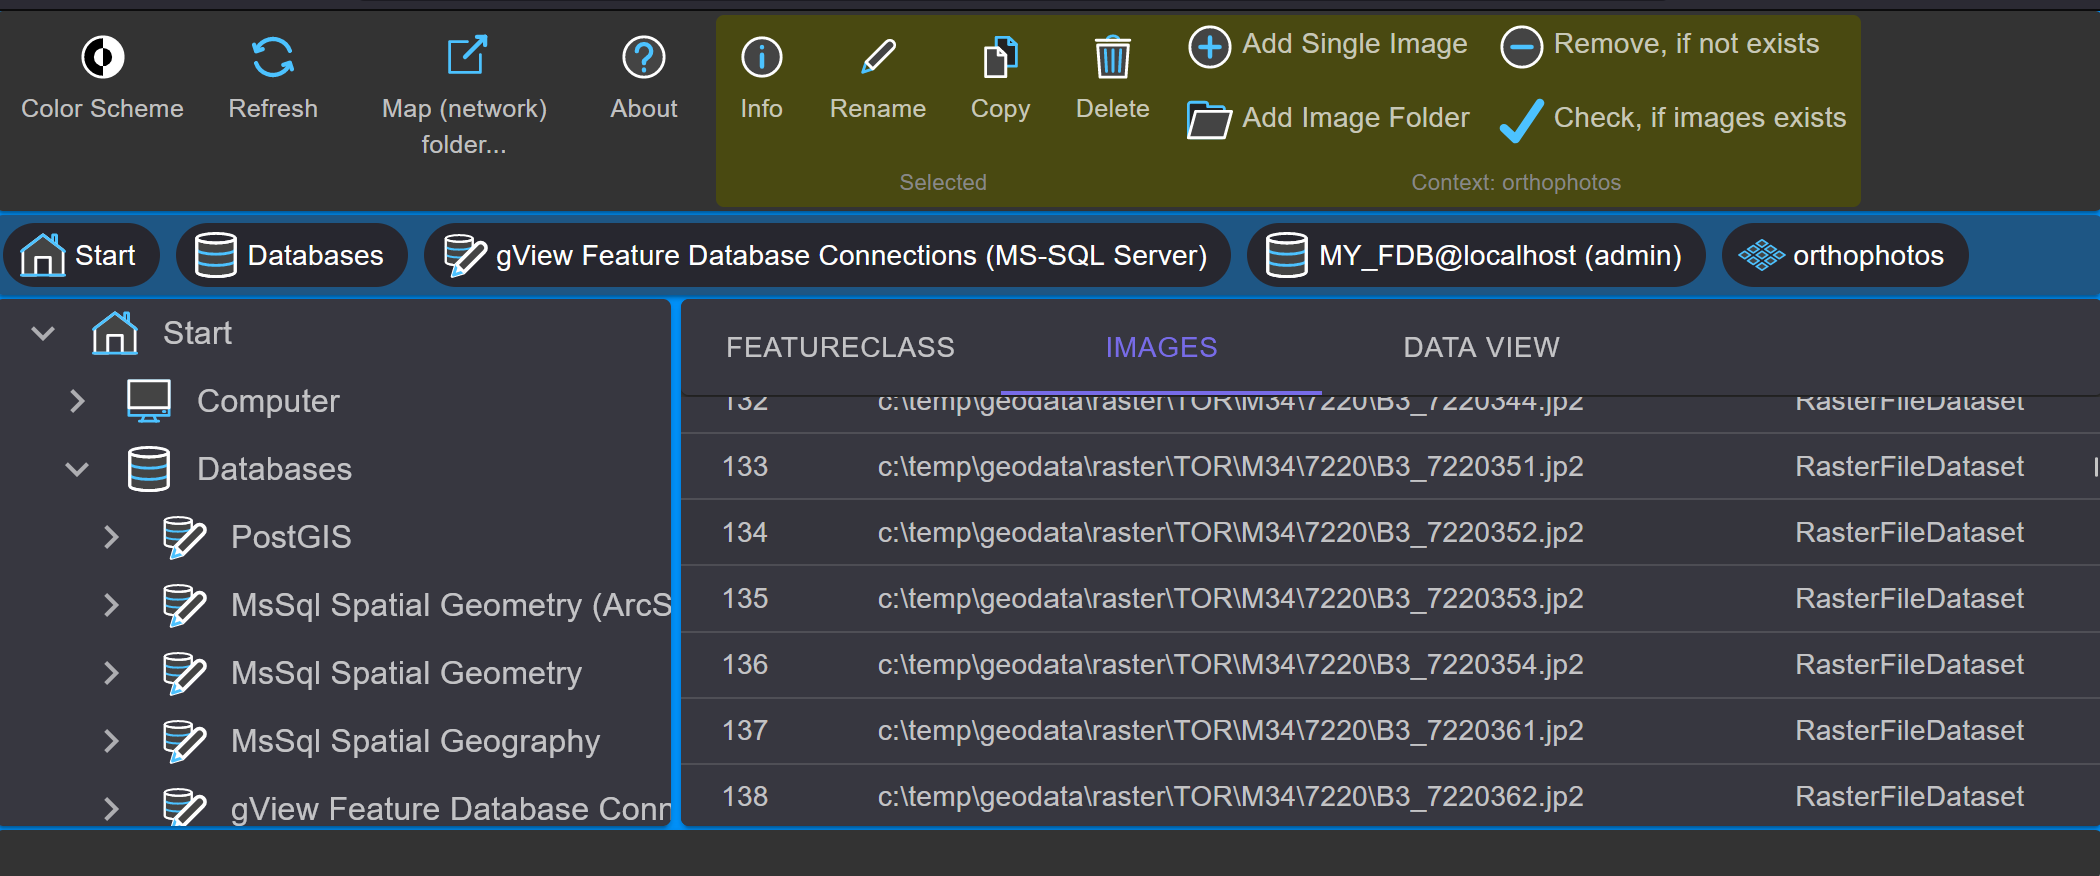 Color Scheme
Refresh
Map (network)
folder...
About
Info
Rename
Copy
Delete
Selected
Add Single Image
Remove, if not exists
Add Image Folder
Check, if images exists
Context: orthophotos
Start
Databases
gView Feature Database Connections (MS-SQL Server)
MY_FDB@localhost (admin)
orthophotos
Start
Computer
Databases
PostGIS
MsSql Spatial Geometry (ArcS
MsSql Spatial Geometry
MsSql Spatial Geography
gView Feature Database Conn
FEATURECLASS
IMAGES
DATA VIEW
132 c:\temp\geodata\raster\TOR\M34\7220\B3_7220344.jp2 RasterFileDataset
133 c:\temp\geodata\raster\TOR\M34\7220\B3_7220351.jp2 RasterFileDataset
134 c:\temp\geodata\raster\TOR\M34\7220\B3_7220352.jp2 RasterFileDataset
135 c:\temp\geodata\raster\TOR\M34\7220\B3_7220353.jp2 RasterFileDataset
136 c:\temp\geodata\raster\TOR\M34\7220\B3_7220354.jp2 RasterFileDataset
137 c:\temp\geodata\raster\TOR\M34\7220\B3_7220361.jp2 RasterFileDataset
138 c:\temp\geodata\raster\TOR\M34\7220\B3_7220362.jp2 RasterFileDataset